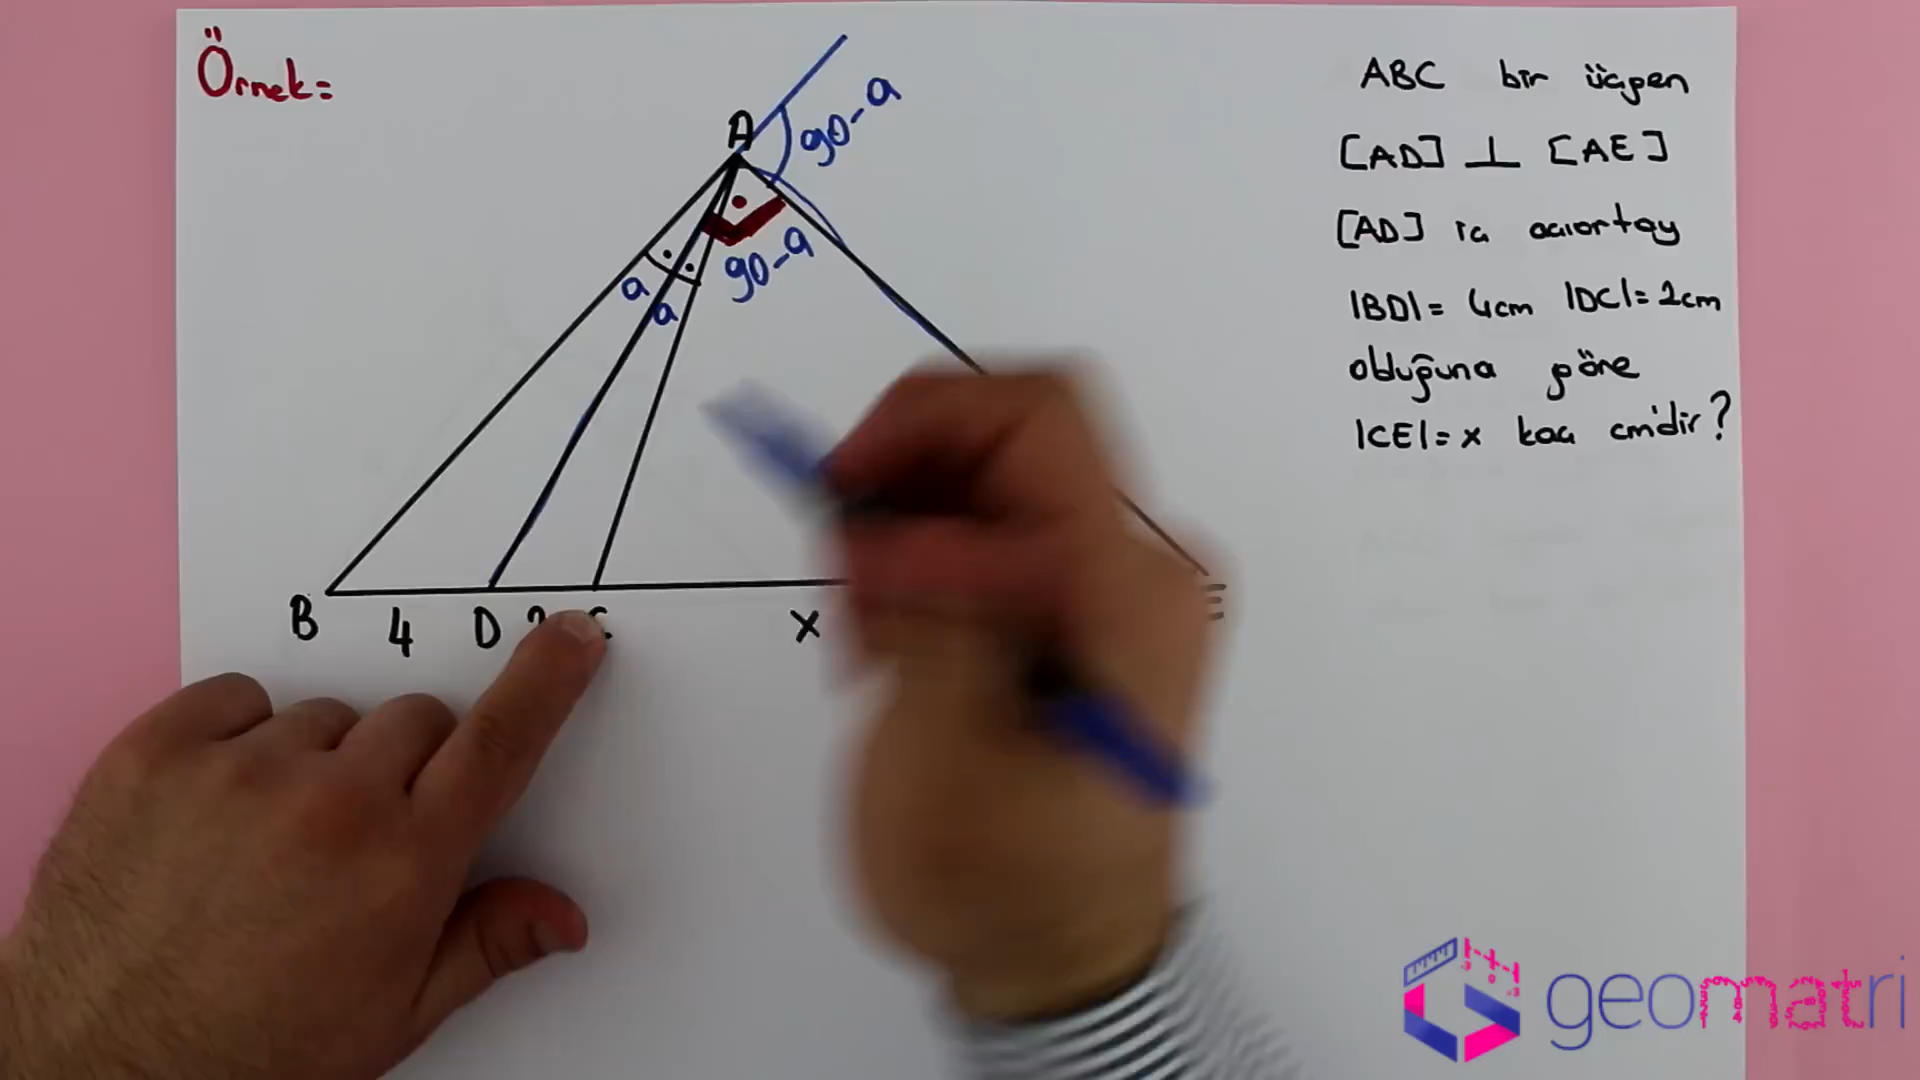 Örnek=
A
90-a
a
a
90-a
B 4 D x E
ABC bir üçgen
[AD] ⊥ [AE]
[AD] iç açıortay
|BD|= 4cm |DC|= 2cm
olduğuna göre
|CE|= x kaç cm'dir?
geomatri